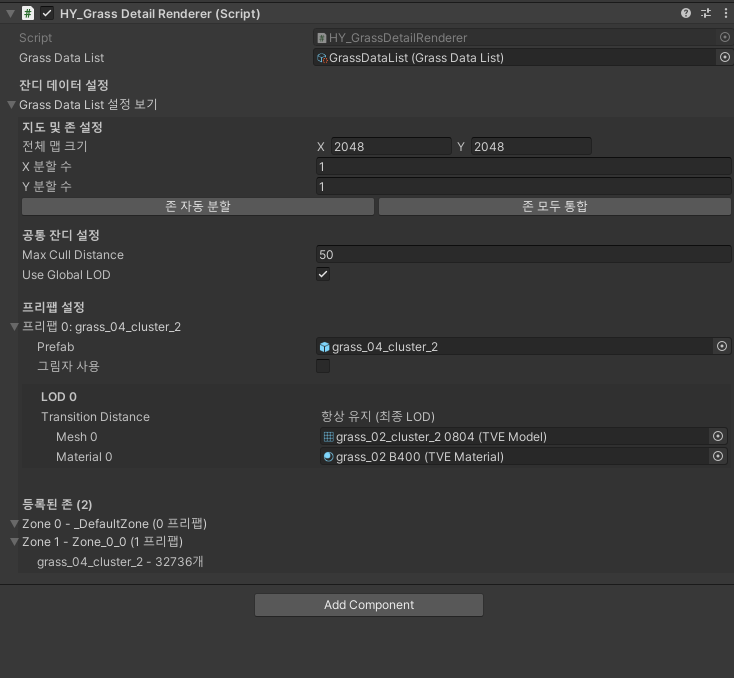 HY_Grass Detail Renderer (Script)
Script HY_GrassDetailRenderer
Grass Data List GrassDataList (Grass Data List)
잔디 데이터 설정
Grass Data List 설정 보기
지도 및 존 설정
전체 맵 크기 X 2048 Y 2048
X 분할 수 1
Y 분할 수 1
존 자동 분할 존 모두 통합
공통 잔디 설정
Max Cull Distance 50
Use Global LOD
프리팹 설정
프리팹 0: grass_04_cluster_2
Prefab grass_04_cluster_2
그림자 사용
LOD 0
Transition Distance 항상 유지 (최종 LOD)
Mesh 0 grass_02_cluster_2 0804 (TVE Model)
Material 0 grass_02 B400 (TVE Material)
등록된 존 (2)
Zone 0 - _DefaultZone (0 프리팹)
Zone 1 - Zone_0_0 (1 프리팹)
grass_04_cluster_2 - 32736개
Add Component